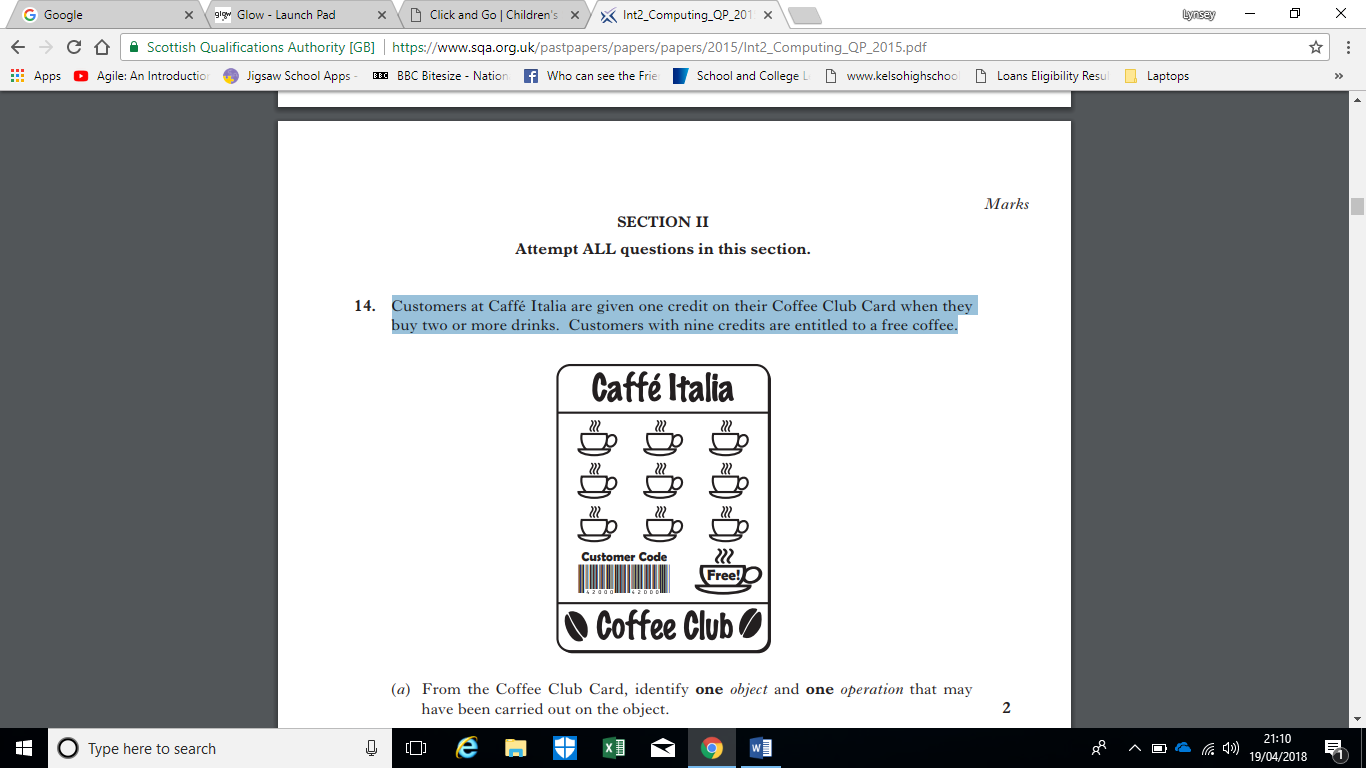 Google
Glow - Launch Pad
Click and Go | Children's
Int2_Computing_QP_201
Lynsey
Scottish Qualifications Authority [GB]
https://www.sqa.org.uk/pastpapers/papers/papers/2015/Int2_Computing_QP_2015.pdf
Apps
Agile: An Introduction
Jigsaw School Apps -
BBC Bitesize - Nation
Who can see the Frie
School and College L
www.kelsohighschoo
Loans Eligibility Resul
Laptops
»
Marks
SECTION II
Attempt ALL questions in this section.
14. Customers at Caffé Italia are given one credit on their Coffee Club Card when they
buy two or more drinks. Customers with nine credits are entitled to a free coffee.
Caffé Italia
Customer Code
42000 42000
Free!
Coffee Club
(a) From the Coffee Club Card, identify one object and one operation that may
have been carried out on the object.
2
Type here to search
21:10
19/04/2018
1